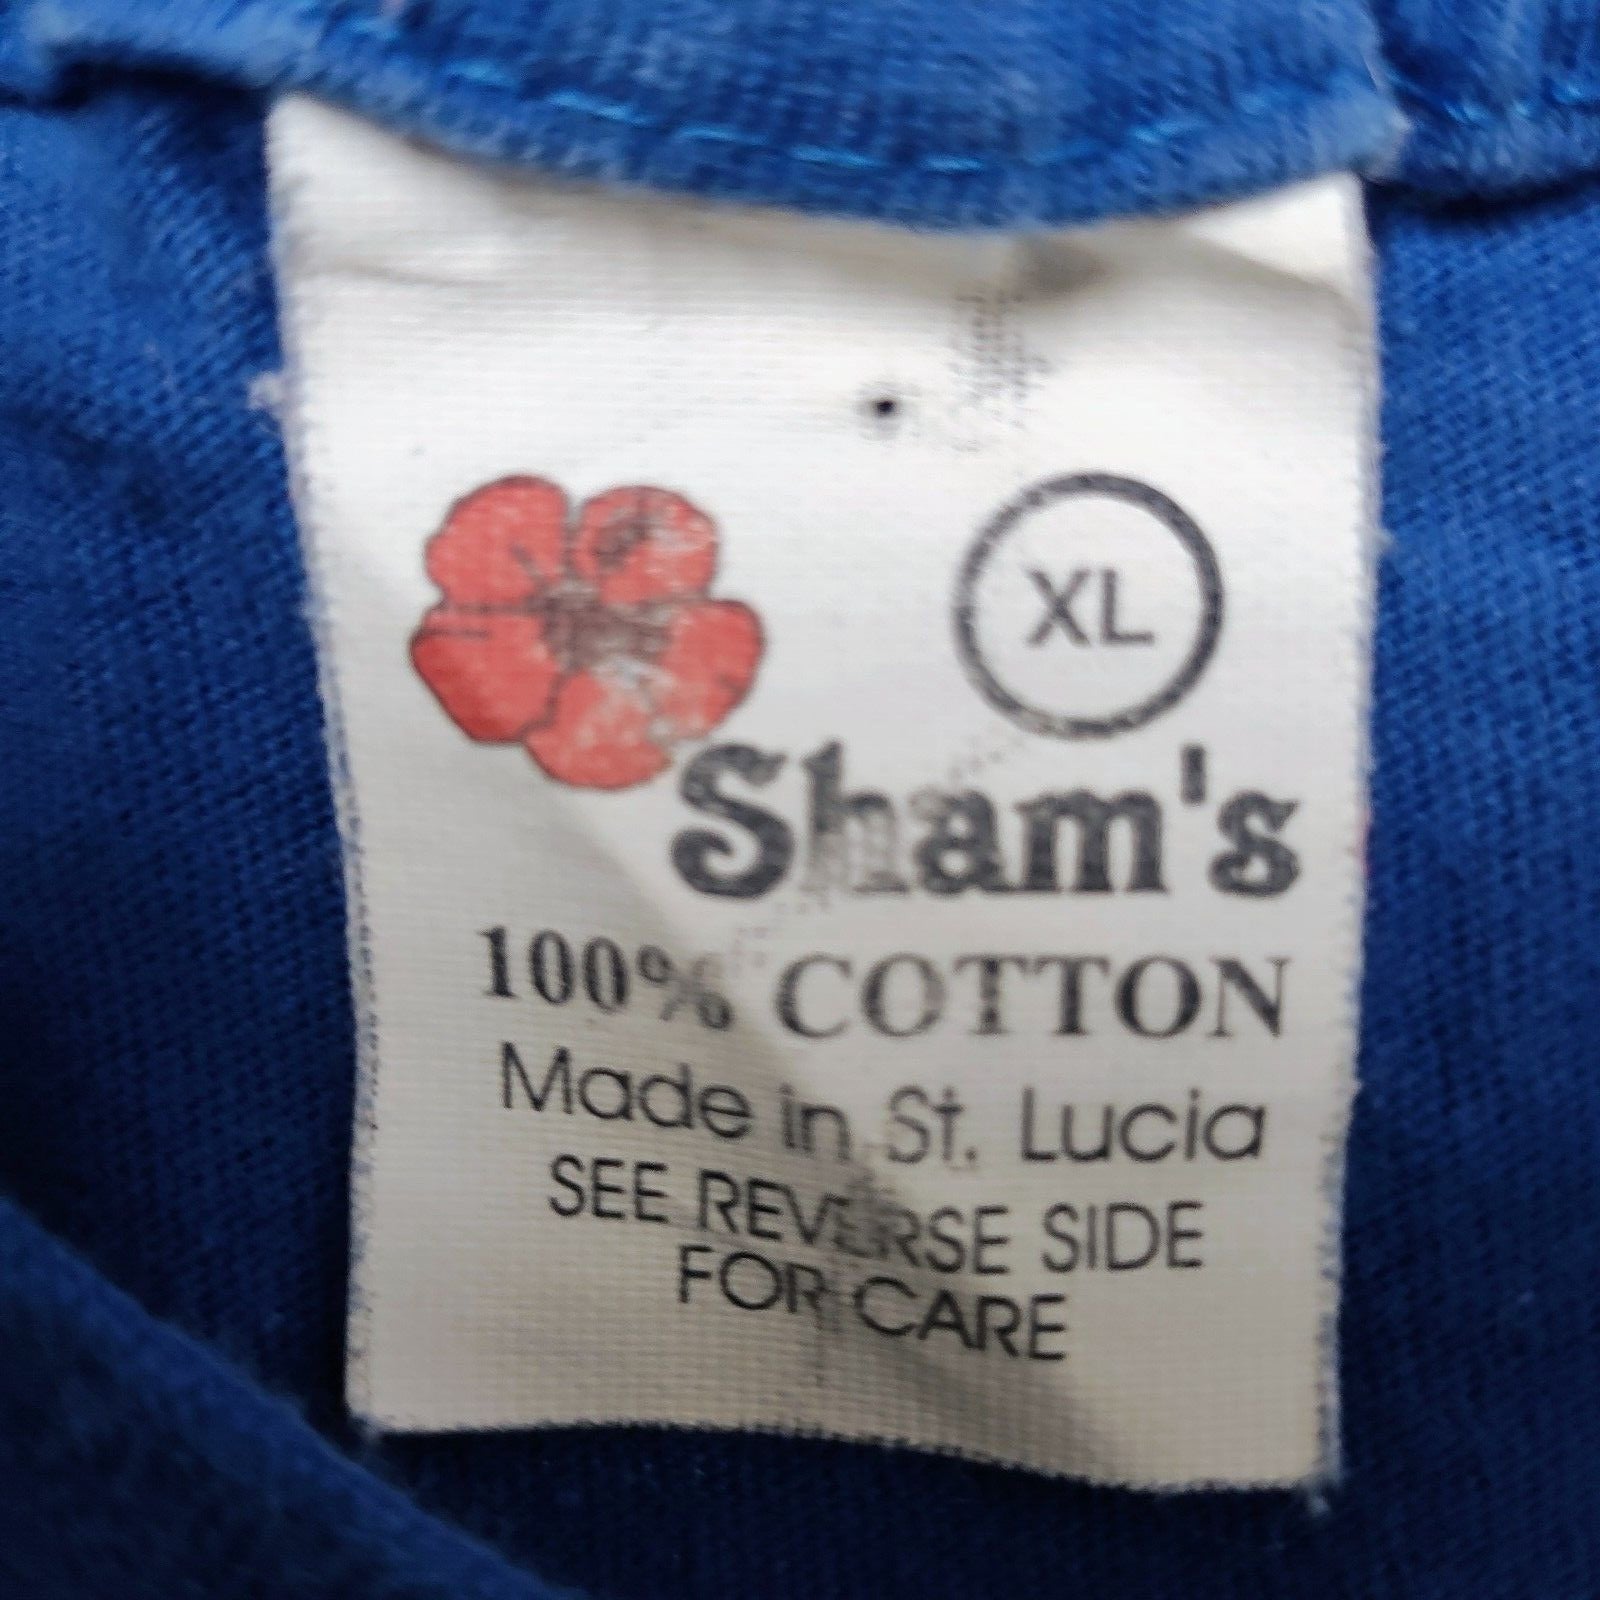 XL
Sham's
100% COTTON
Made in St. Lucia
SEE REVERSE SIDE
FOR CARE